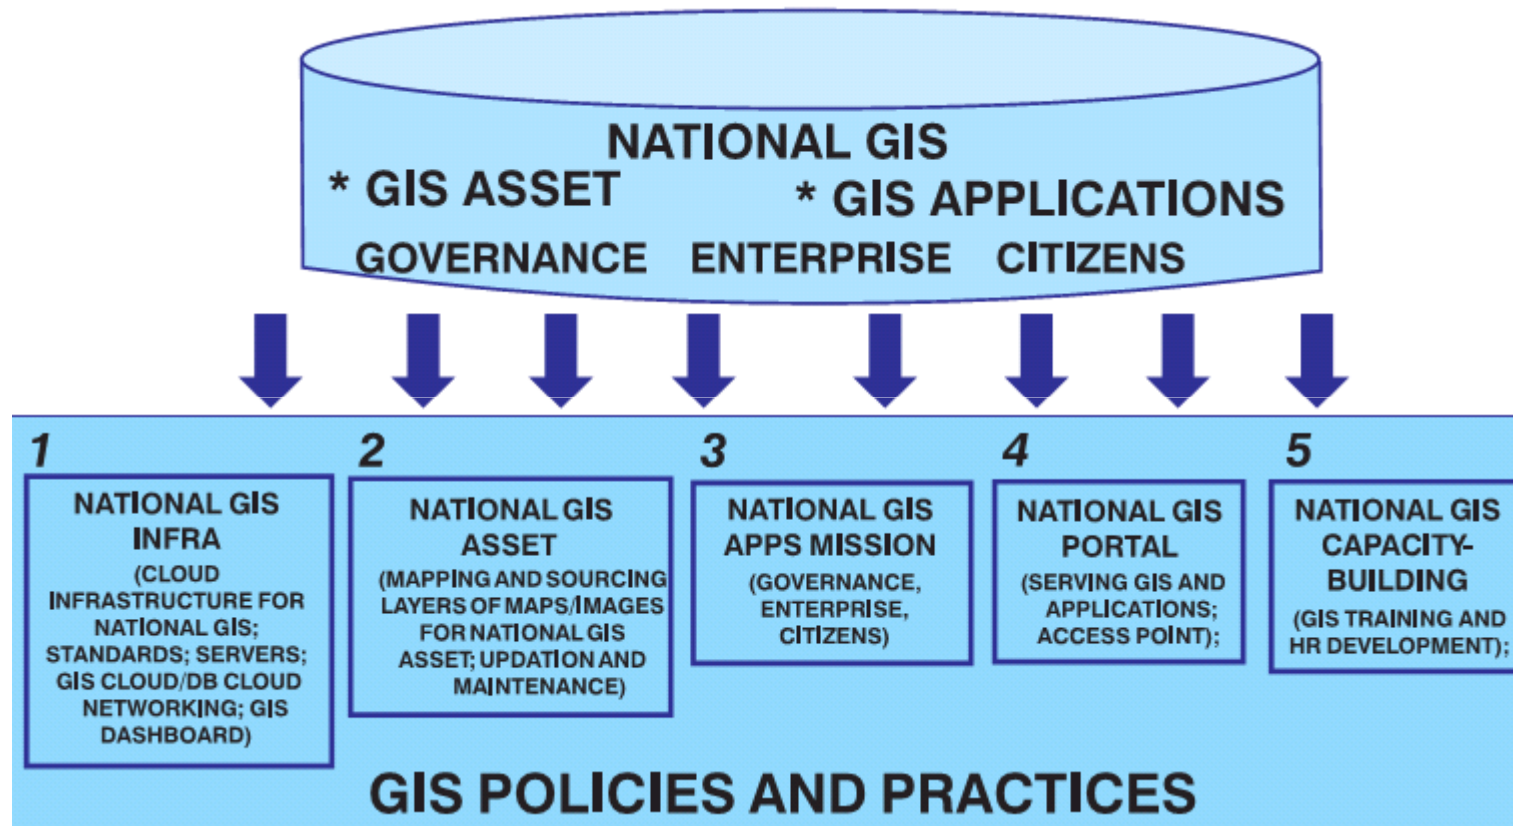 NATIONAL GIS
* GIS ASSET
* GIS APPLICATIONS
GOVERNANCE ENTERPRISE CITIZENS
1
NATIONAL GIS
INFRA
(CLOUD
INFRASTRUCTURE FOR
NATIONAL GIS;
STANDARDS; SERVERS;
GIS CLOUD/DB CLOUD
NETWORKING; GIS
DASHBOARD)
2
NATIONAL GIS
ASSET
(MAPPING AND SOURCING
LAYERS OF MAPS/IMAGES
FOR NATIONAL GIS
ASSET; UPDATION AND
MAINTENANCE)
3
NATIONAL GIS
APPS MISSION
(GOVERNANCE,
ENTERPRISE,
CITIZENS)
4
NATIONAL GIS
PORTAL
(SERVING GIS AND
APPLICATIONS;
ACCESS POINT);
5
NATIONAL GIS
CAPACITY-
BUILDING
(GIS TRAINING AND
HR DEVELOPMENT);
GIS POLICIES AND PRACTICES